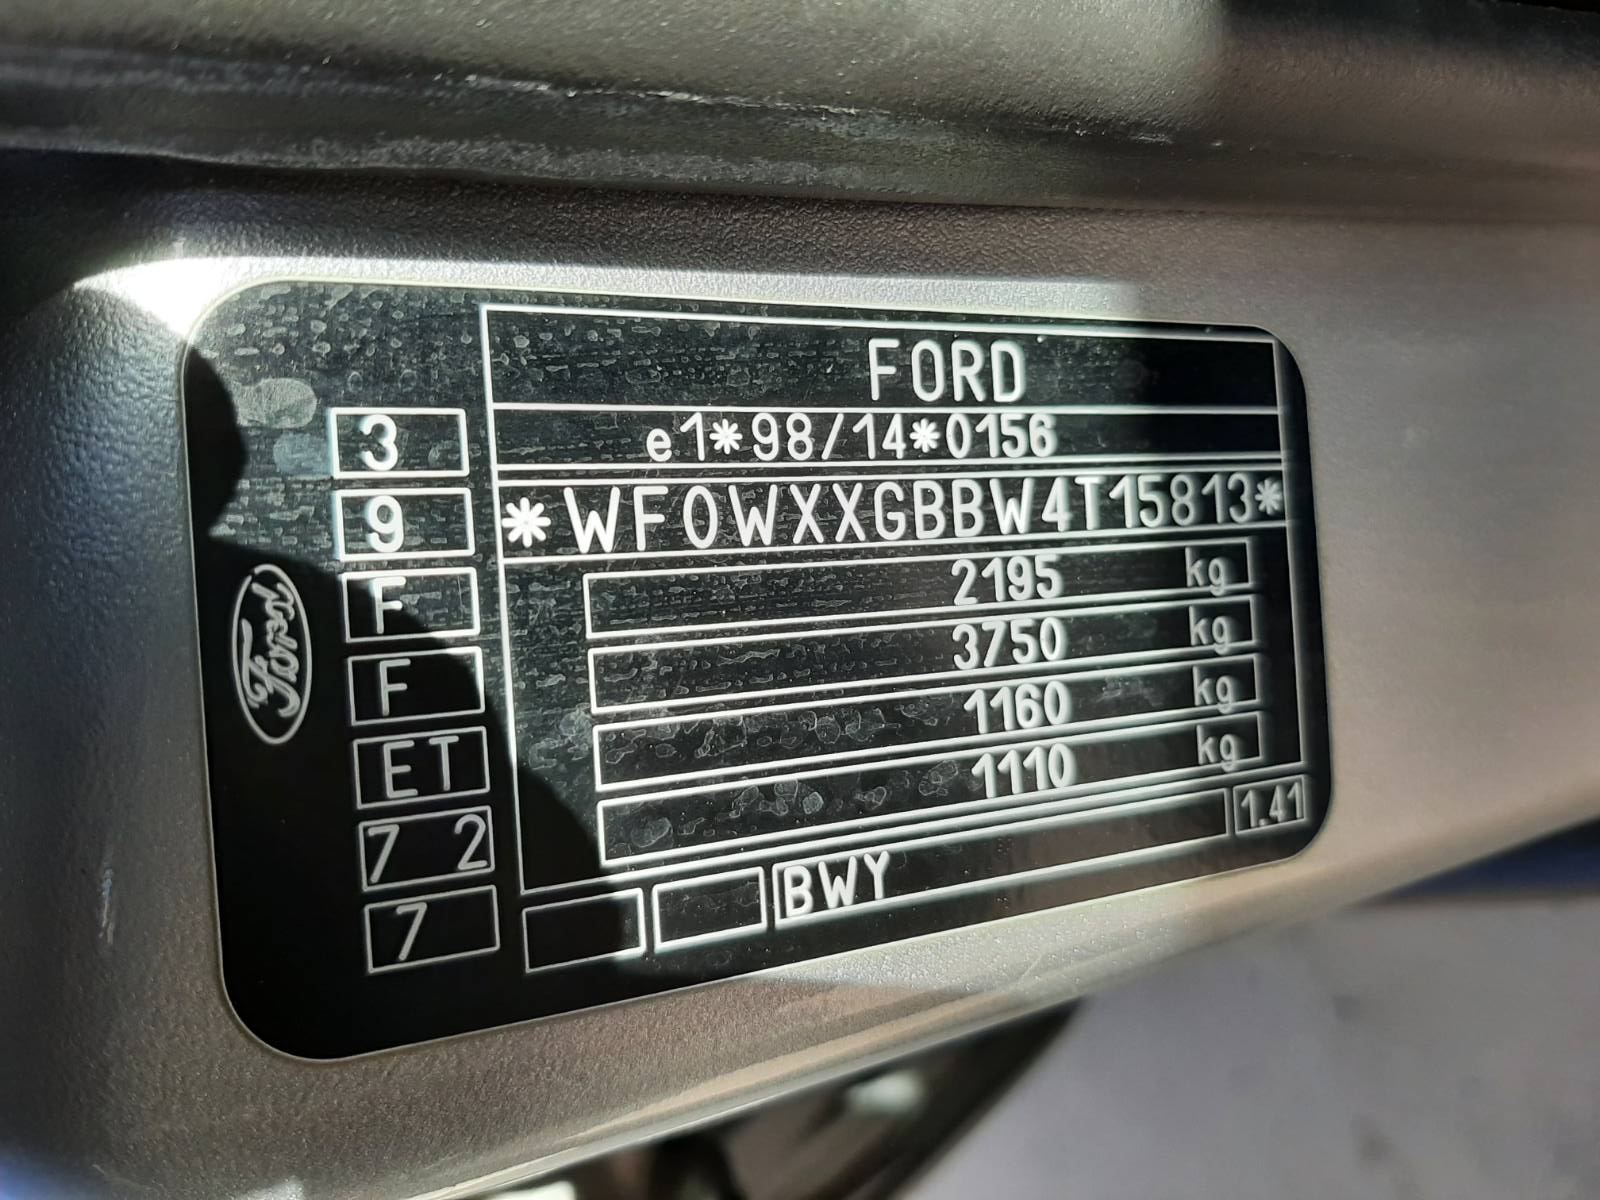 FORD
e1*98/14*0156
*WF0WXXGBBW4T15813*
2195 kg
3750 kg
1160 kg
1110 kg
1.41
BWY
3
9
F
F
ET
7 2
7
Ford